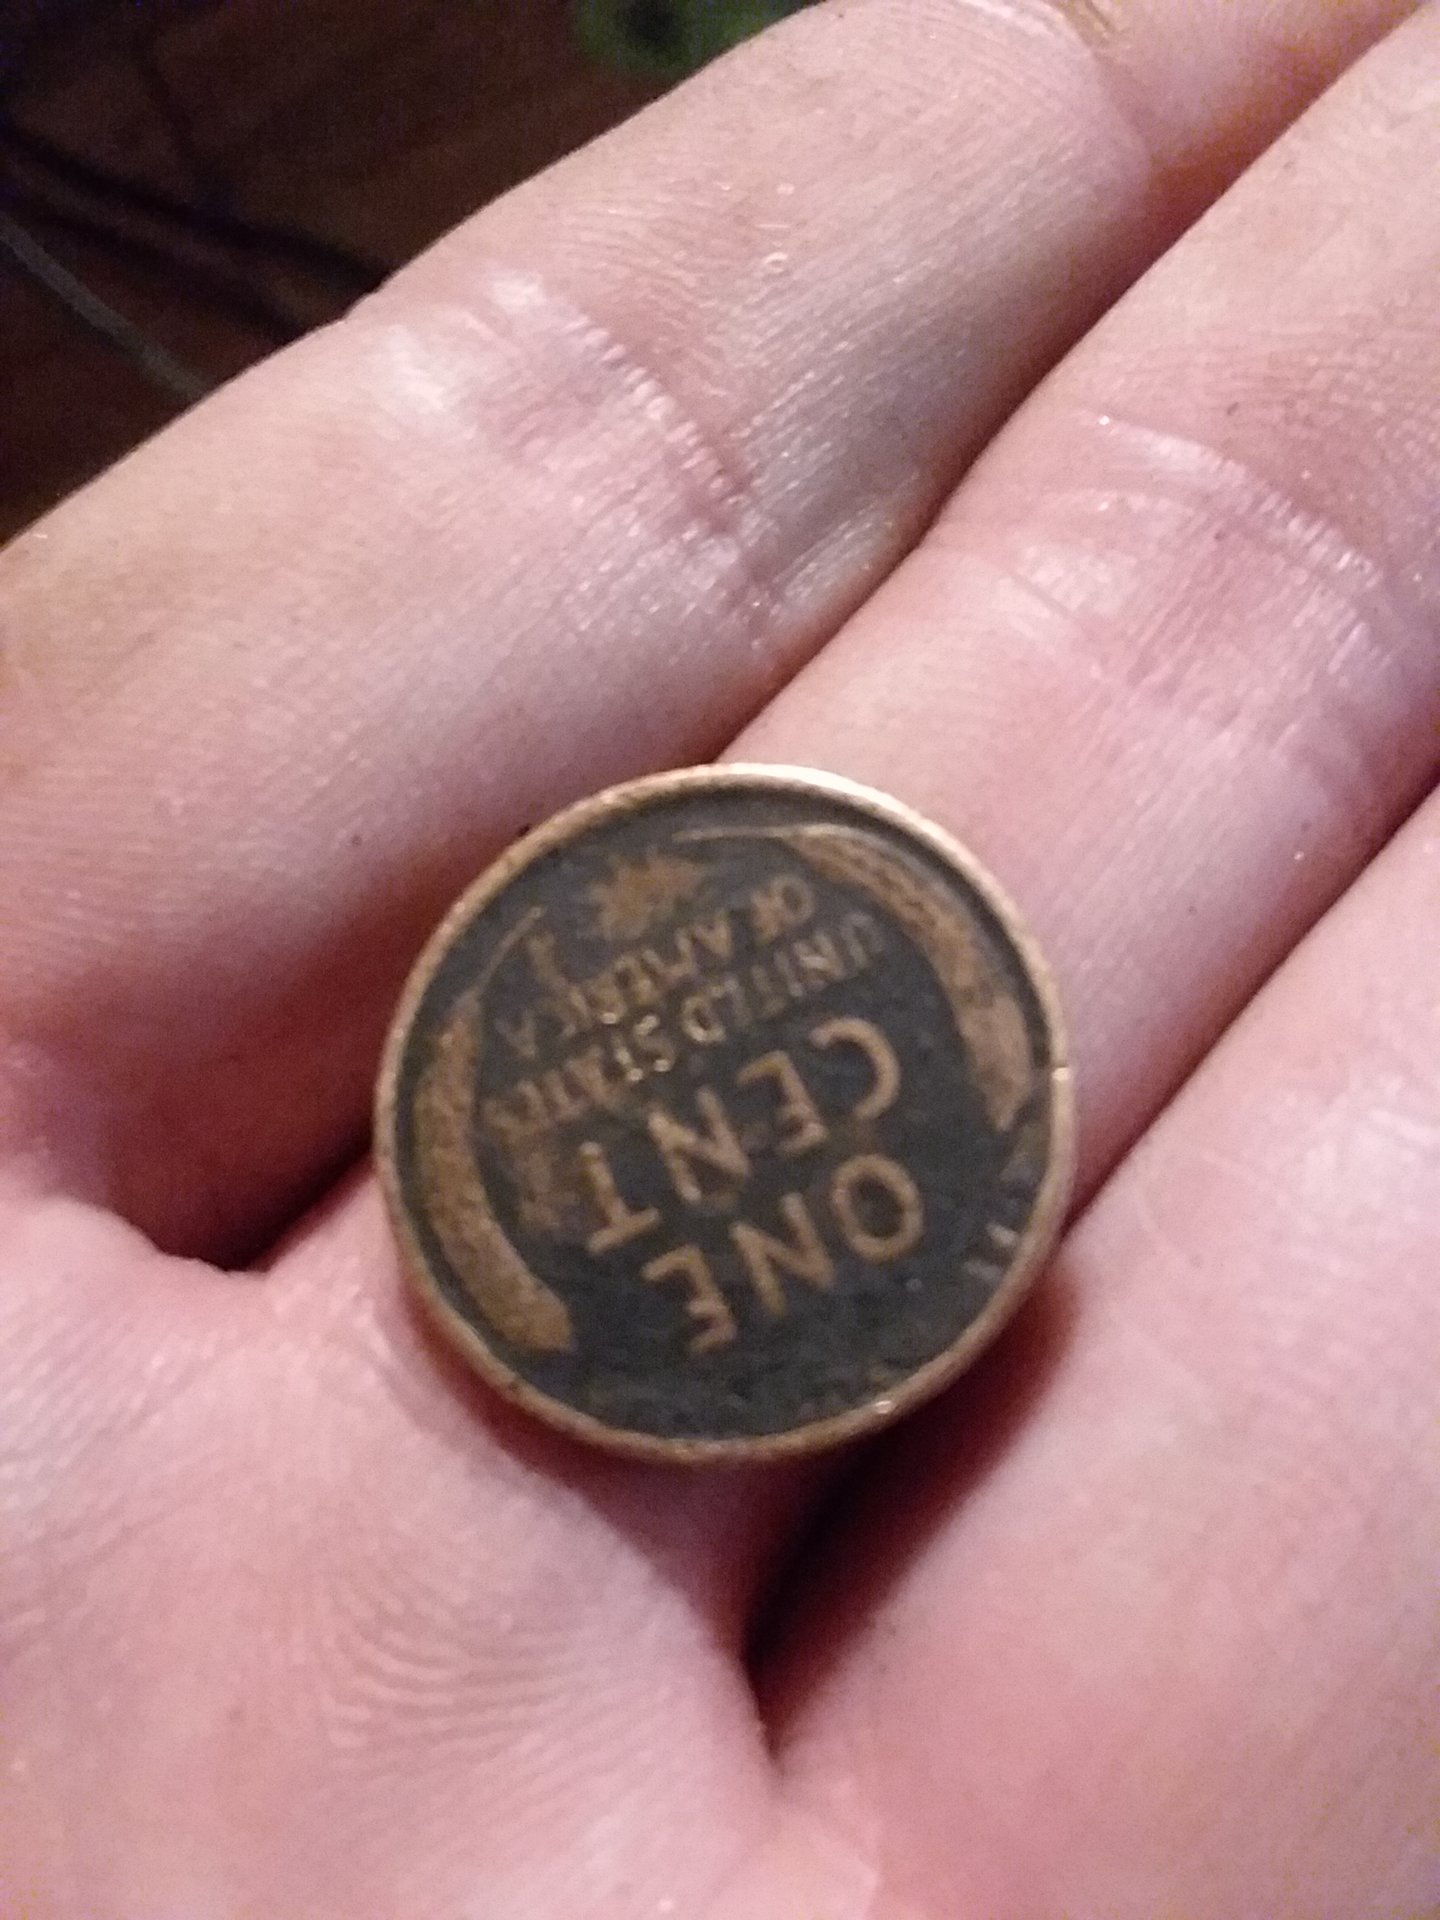 ONE
CENT
UNITED STATES
OF AMERICA